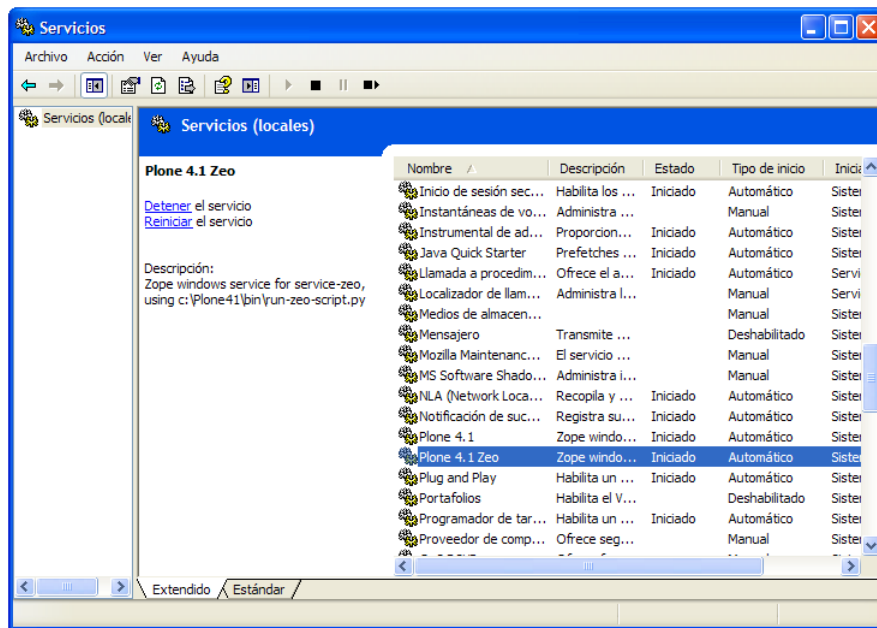 Servicios
Archivo Acción Ver Ayuda
Servicios (locale
Servicios (locales)
Plone 4.1 Zeo
Detener el servicio
Reiniciar el servicio
Descripción:
Zope windows service for service-zeo,
using c:\Plone41\bin\run-zeo-script.py
Nombre Descripción Estado Tipo de inicio Inicia
Inicio de sesión sec... Habilita los ... Iniciado Automático Sister
Instantáneas de vo... Administra ... Manual Sister
Instrumental de ad... Proporcion... Iniciado Automático Sister
Java Quick Starter Prefetches ... Iniciado Automático Sister
Llamada a procedim... Ofrece el a... Iniciado Automático Servi
Localizador de llam... Administra l... Manual Servi
Medios de almacen... Manual Sister
Mensajero Transmite ... Deshabilitado Sister
Mozilla Maintenanc... El servicio ... Manual Sister
MS Software Shado... Administra i... Manual Sister
NLA (Network Loca... Recopila y ... Iniciado Automático Sister
Notificación de suc... Registra su... Iniciado Automático Sister
Plone 4.1 Zope windo... Iniciado Automático Sister
Plone 4.1 Zeo Zope windo... Iniciado Automático Sister
Plug and Play Habilita un ... Iniciado Automático Sister
Portafolios Habilita el V... Deshabilitado Sister
Programador de tar... Habilita un ... Iniciado Automático Sister
Proveedor de comp... Ofrece seg... Manual Sister
Extendido Estándar